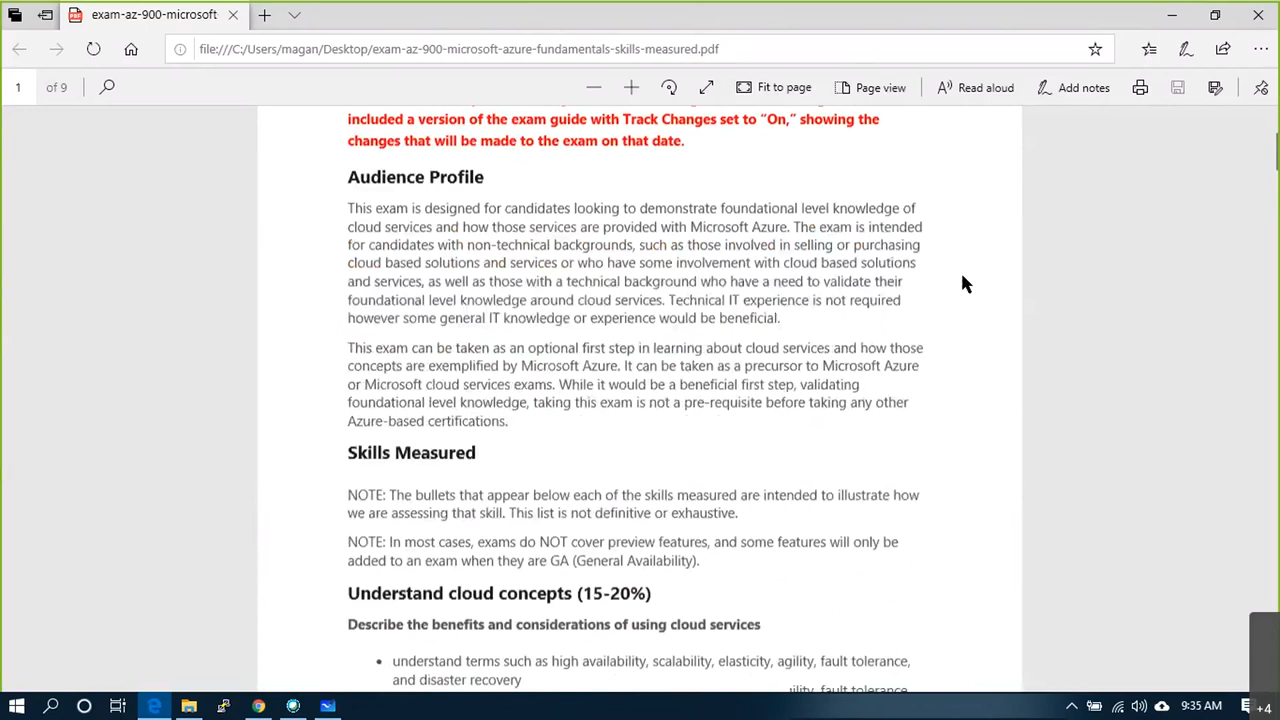 exam-az-900-microsoft
file:///C:/Users/magan/Desktop/exam-az-900-microsoft-azure-fundamentals-skills-measured.pdf
1 of 9 Fit to page Page view Read aloud Add notes
included a version of the exam guide with Track Changes set to “On,” showing the
changes that will be made to the exam on that date.
Audience Profile
This exam is designed for candidates looking to demonstrate foundational level knowledge of
cloud services and how those services are provided with Microsoft Azure. The exam is intended
for candidates with non-technical backgrounds, such as those involved in selling or purchasing
cloud based solutions and services or who have some involvement with cloud based solutions
and services, as well as those with a technical background who have a need to validate their
foundational level knowledge around cloud services. Technical IT experience is not required
however some general IT knowledge or experience would be beneficial.
This exam can be taken as an optional first step in learning about cloud services and how those
concepts are exemplified by Microsoft Azure. It can be taken as a precursor to Microsoft Azure
or Microsoft cloud services exams. While it would be a beneficial first step, validating
foundational level knowledge, taking this exam is not a pre-requisite before taking any other
Azure-based certifications.
Skills Measured
NOTE: The bullets that appear below each of the skills measured are intended to illustrate how
we are assessing that skill. This list is not definitive or exhaustive.
NOTE: In most cases, exams do NOT cover preview features, and some features will only be
added to an exam when they are GA (General Availability).
Understand cloud concepts (15-20%)
Describe the benefits and considerations of using cloud services
• understand terms such as high availability, scalability, elasticity, agility, fault tolerance,
and disaster recovery
fault tolerance
9:35 AM
+4